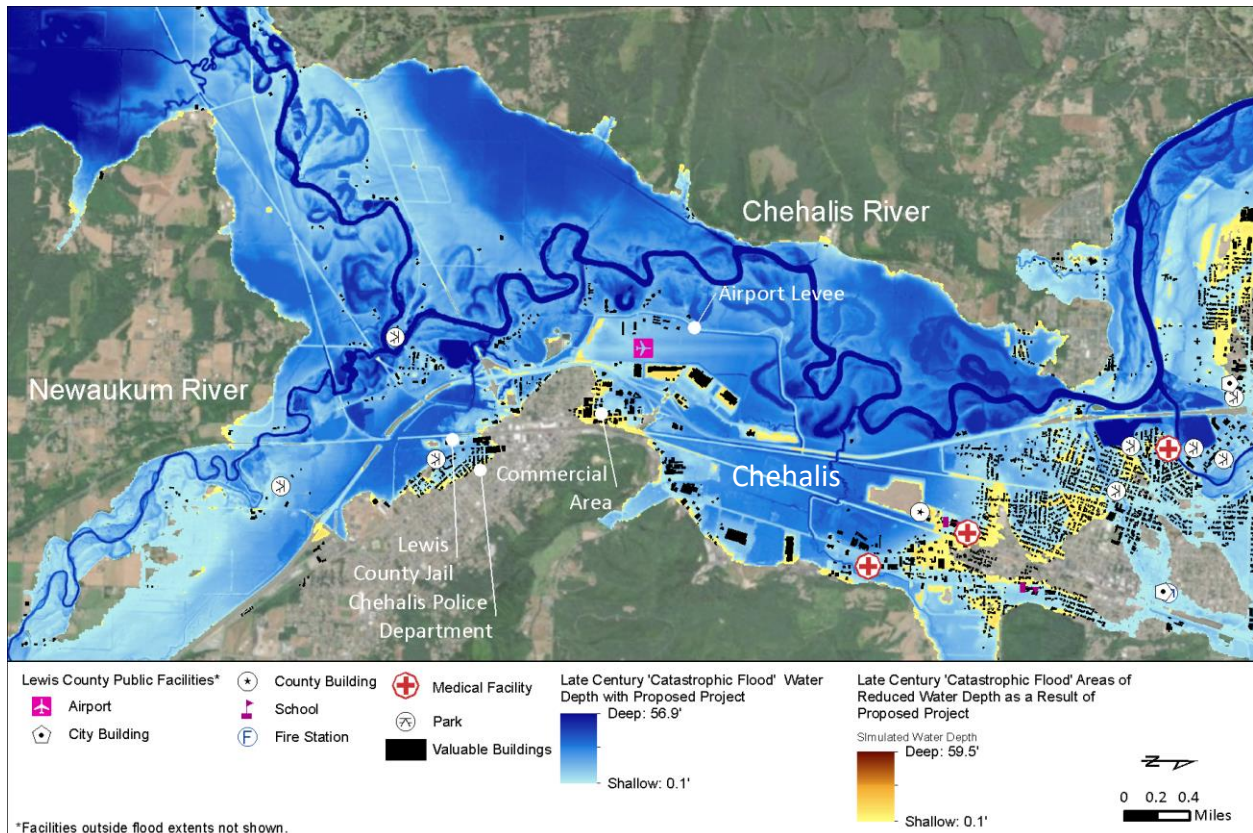 Chehalis River
Airport Levee
Newaukum River
Commercial
Area
Chehalis
Lewis
County Jail
Chehalis Police
Department
Lewis County Public Facilities*
Airport
City Building
County Building
School
F
Fire Station
Medical Facility
Park
Valuable Buildings
Late Century 'Catastrophic Flood' Water
Depth with Proposed Project
Deep: 56.9'
Shallow: 0.1'
Late Century 'Catastrophic Flood' Areas of
Reduced Water Depth as a Result of
Proposed Project
SImulated Water Depth
Deep: 59.5'
Shallow: 0.1'
N
0 0.2 0.4
Miles
*Facilities outside flood extents not shown.